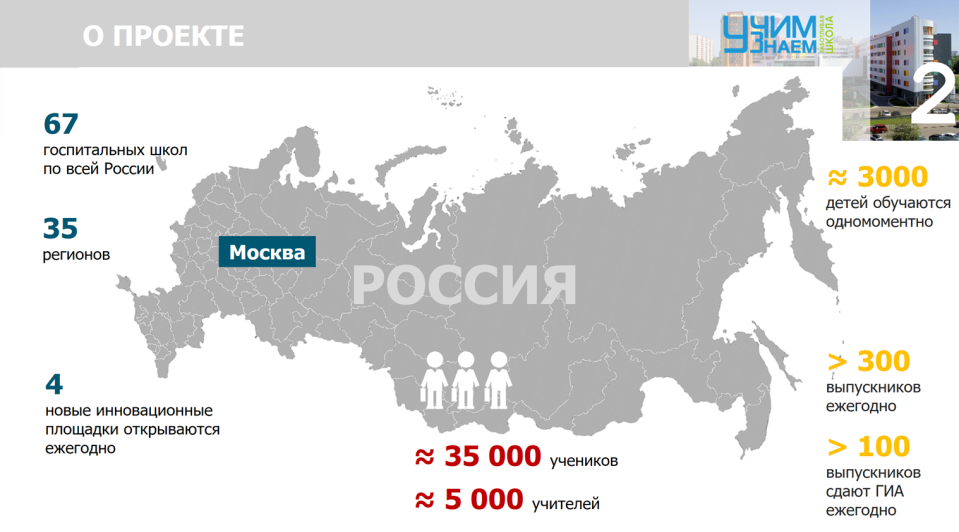 О ПРОЕКТЕ
УЧИМ
ЗНАЕМ
ЗАБОТЛИВАЯ
ШКОЛА
2
67
госпитальных школ
по всей России
35
регионов
4
новые инновационные
площадки открываются
ежегодно
Москва
РОССИЯ
≈ 35 000 учеников
≈ 5 000 учителей
≈ 3000
детей обучаются
одномоментно
> 300
выпускников
ежегодно
> 100
выпускников
сдают ГИА
ежегодно